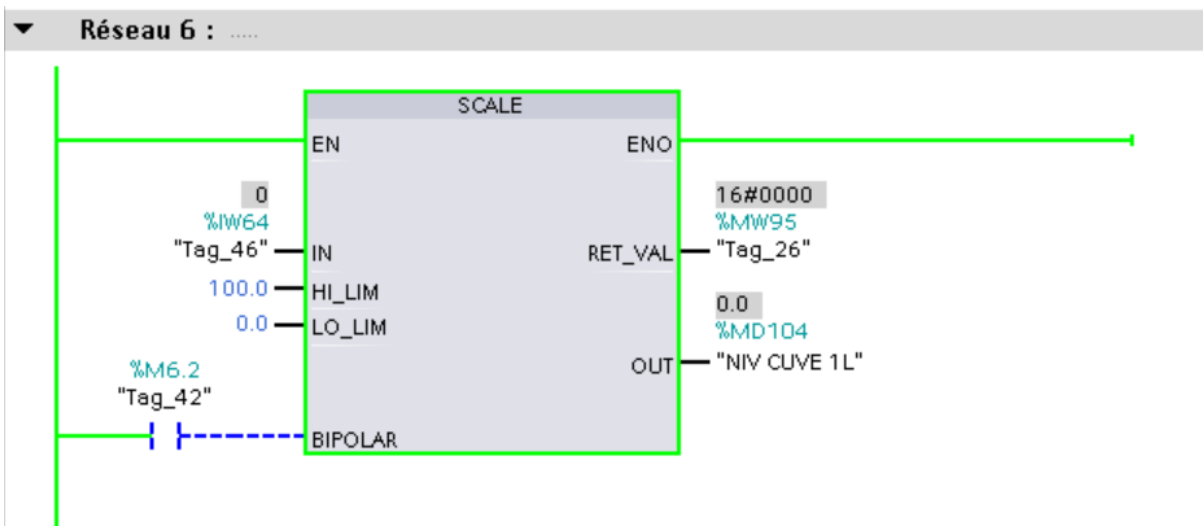 Réseau 6 : .....
SCALE
EN ENO
0
%IW64
"Tag_46"
IN
100.0
HI_LIM
0.0
LO_LIM
%M6.2
"Tag_42"
BIPOLAR
16#0000
%MW95
RET_VAL "Tag_26"
0.0
%MD104
OUT "NIV CUVE 1L"